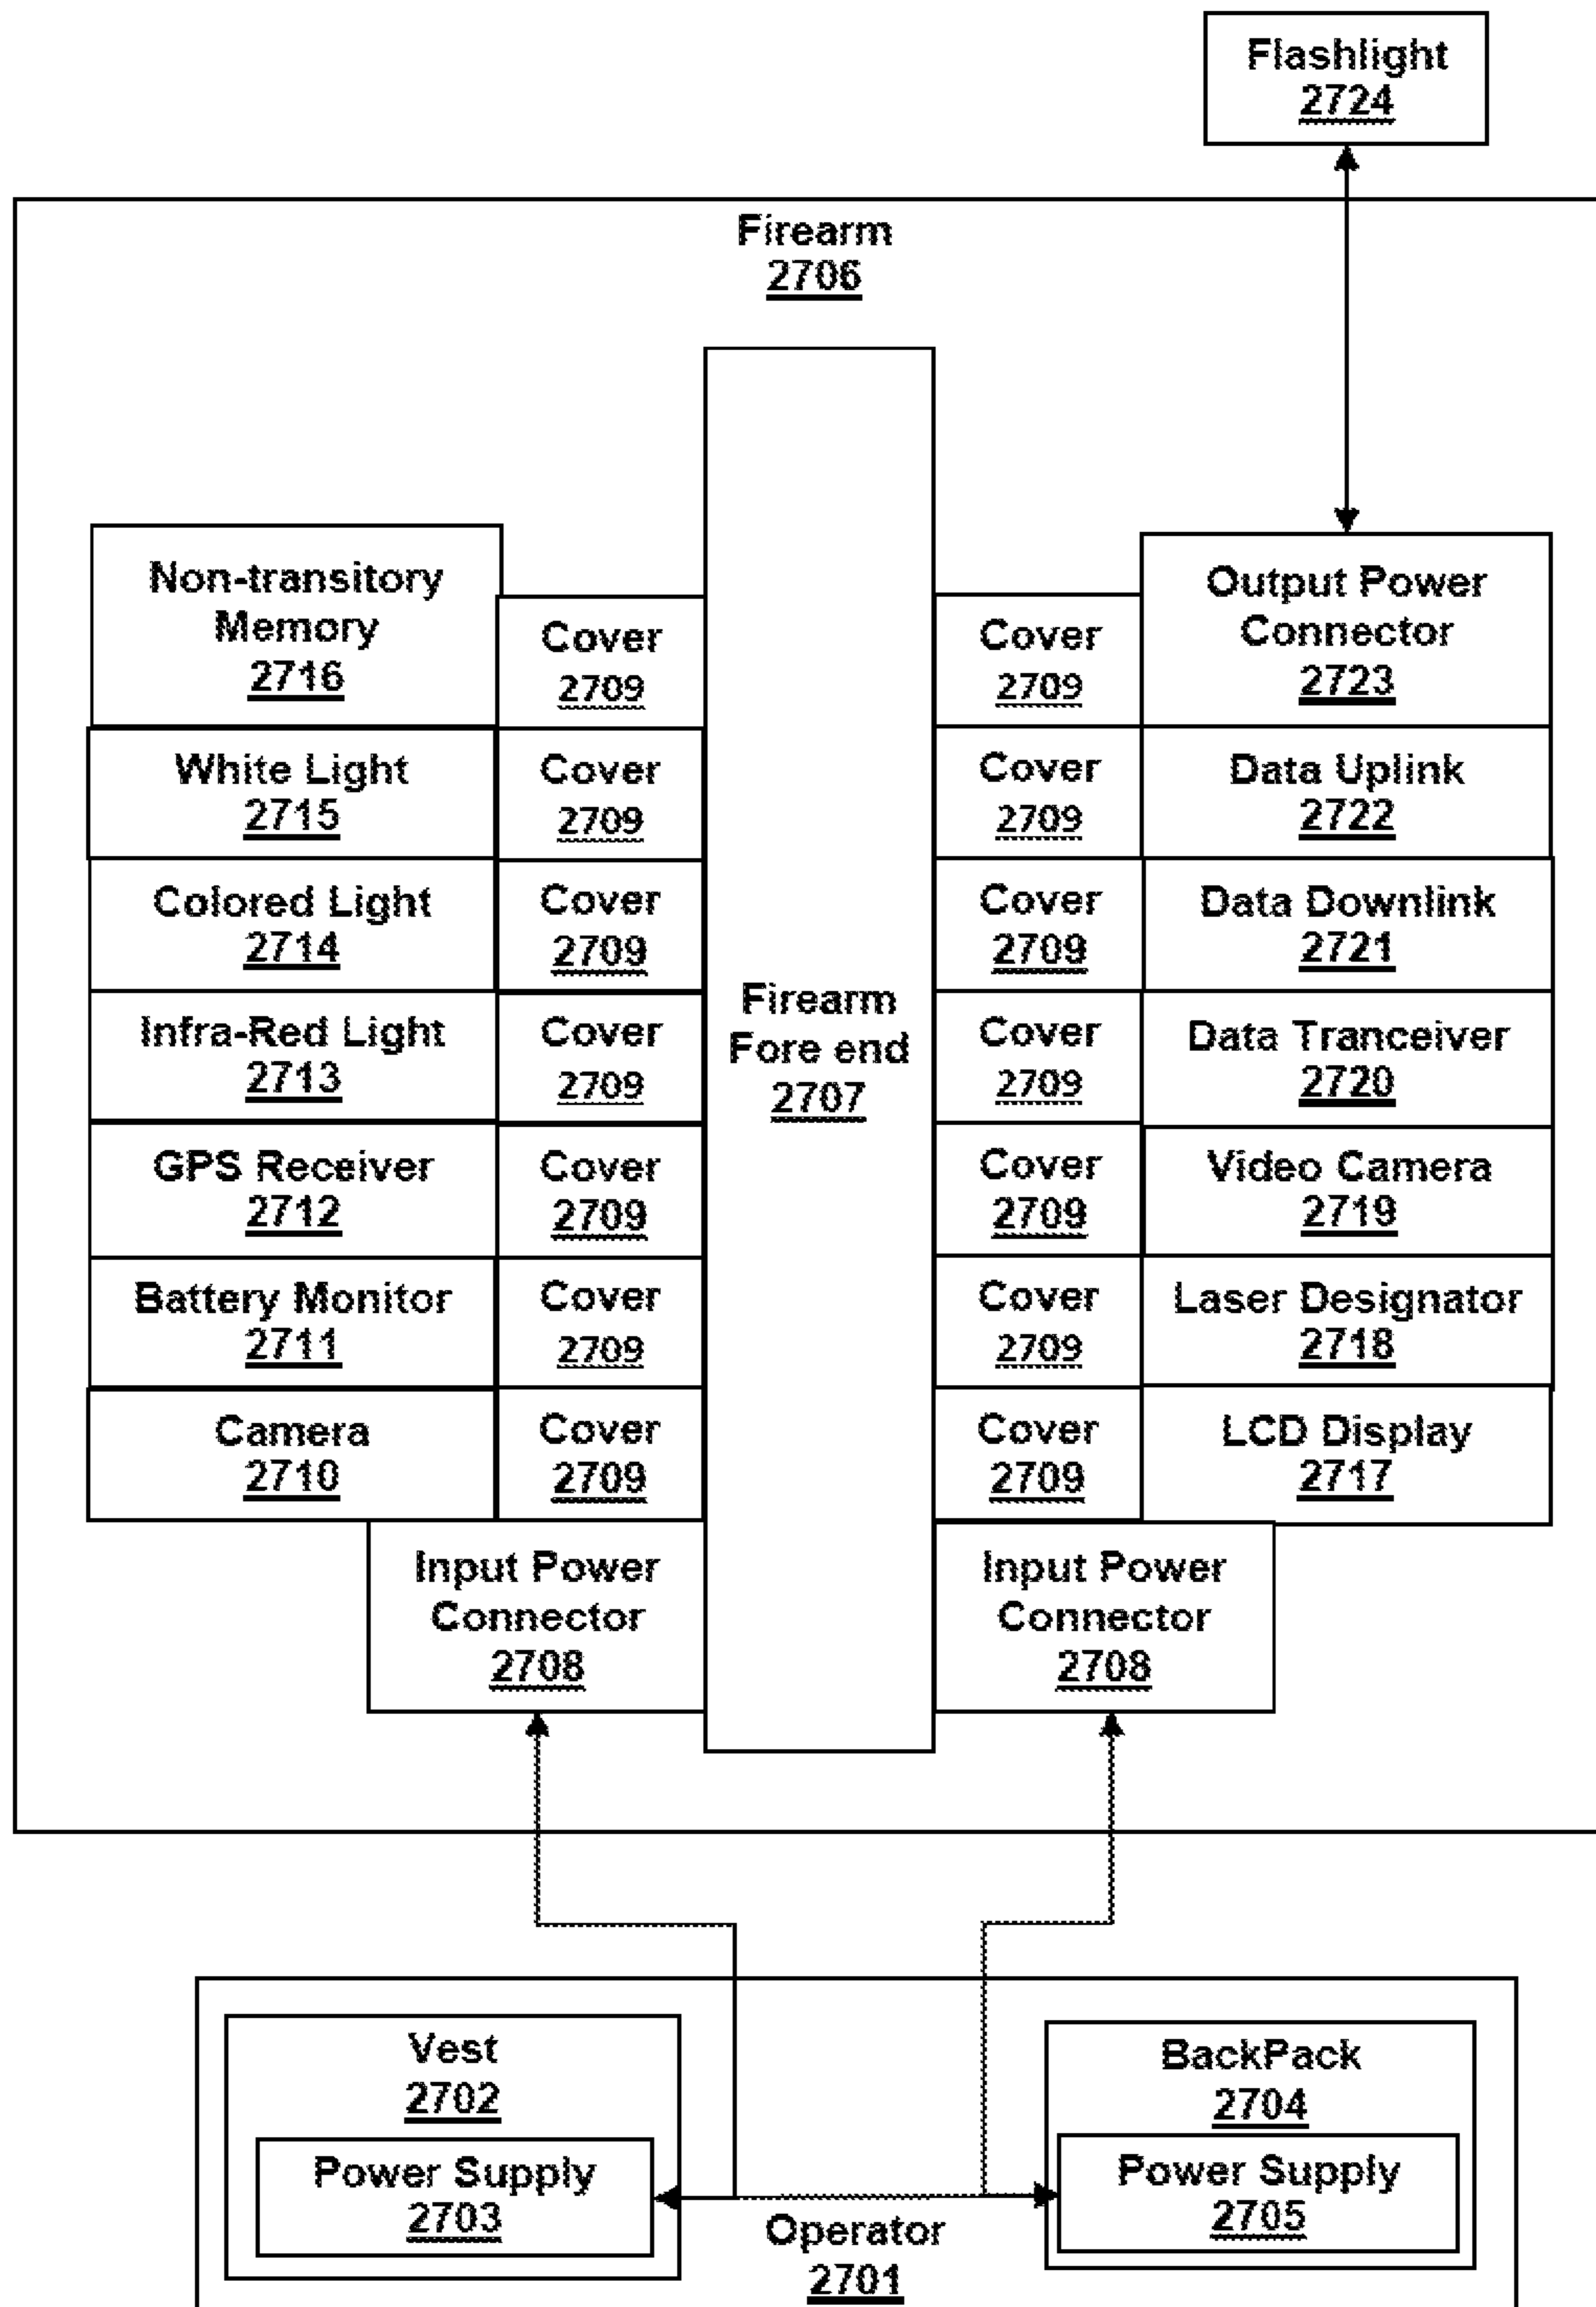 Flashlight
2724
Firearm
2706
Non-transitory
Memory
2716
Cover
2709
Cover
2709
Output Power
Connector
2723
White Light
2715
Cover
2709
Cover
2709
Data Uplink
2722
Colored Light
2714
Cover
2709
Cover
2709
Data Downlink
2721
Infra-Red Light
2713
Cover
2709
Firearm
Fore end
2707
Cover
2709
Data Tranceiver
2720
GPS Receiver
2712
Cover
2709
Cover
2709
Video Camera
2719
Battery Monitor
2711
Cover
2709
Cover
2709
Laser Designator
2718
Camera
2710
Cover
2709
Cover
2709
LCD Display
2717
Input Power
Connector
2708
Input Power
Connector
2708
Vest
2702
Power Supply
2703
BackPack
2704
Power Supply
2705
Operator
2701